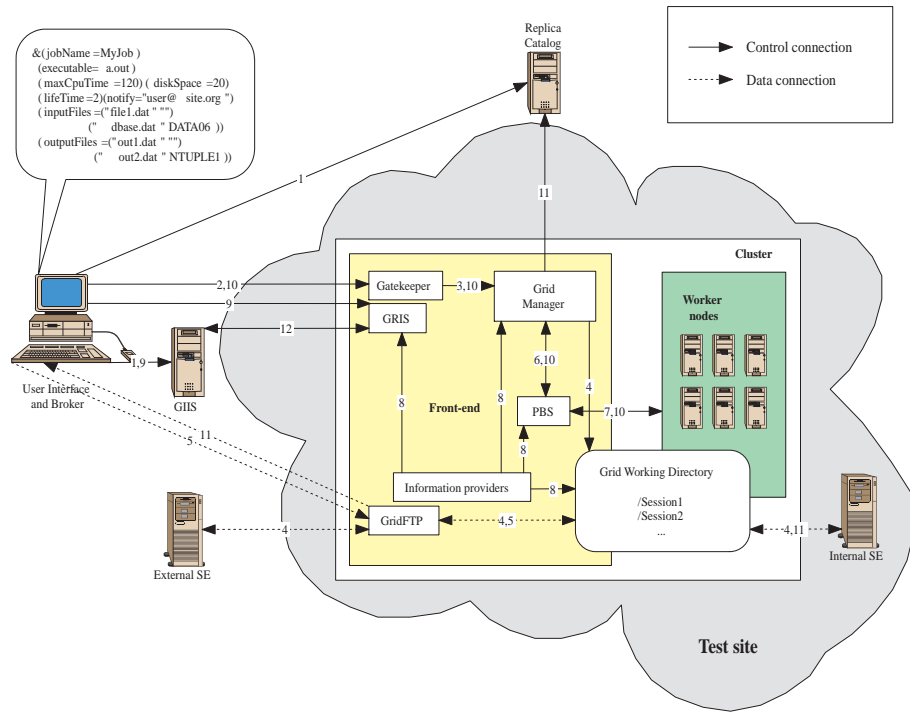 &(jobName =MyJob )
(executable= a.out )
( maxCpuTime =120) ( diskSpace =20)
( lifeTime =2)(notify="user@ site.org ")
( inputFiles =("file1.dat " "")
(" dbase.dat " DATA06 ))
( outputFiles =("out1.dat " "")
(" out2.dat " NTUPLE1 ))
Replica
Catalog
Control connection
Data connection
1
11
Cluster
2,10
Gatekeeper
3,10
Grid
Manager
9
GRIS
12
Worker
nodes
1,9
User Interface
and Broker
GIIS
6,10
4
8
8
Front-end
PBS
7,10
11
5
8
Information providers
8
Grid Working Directory
/Session1
/Session2
...
GridFTP
4,5
4
4,11
External SE
Internal SE
Test site